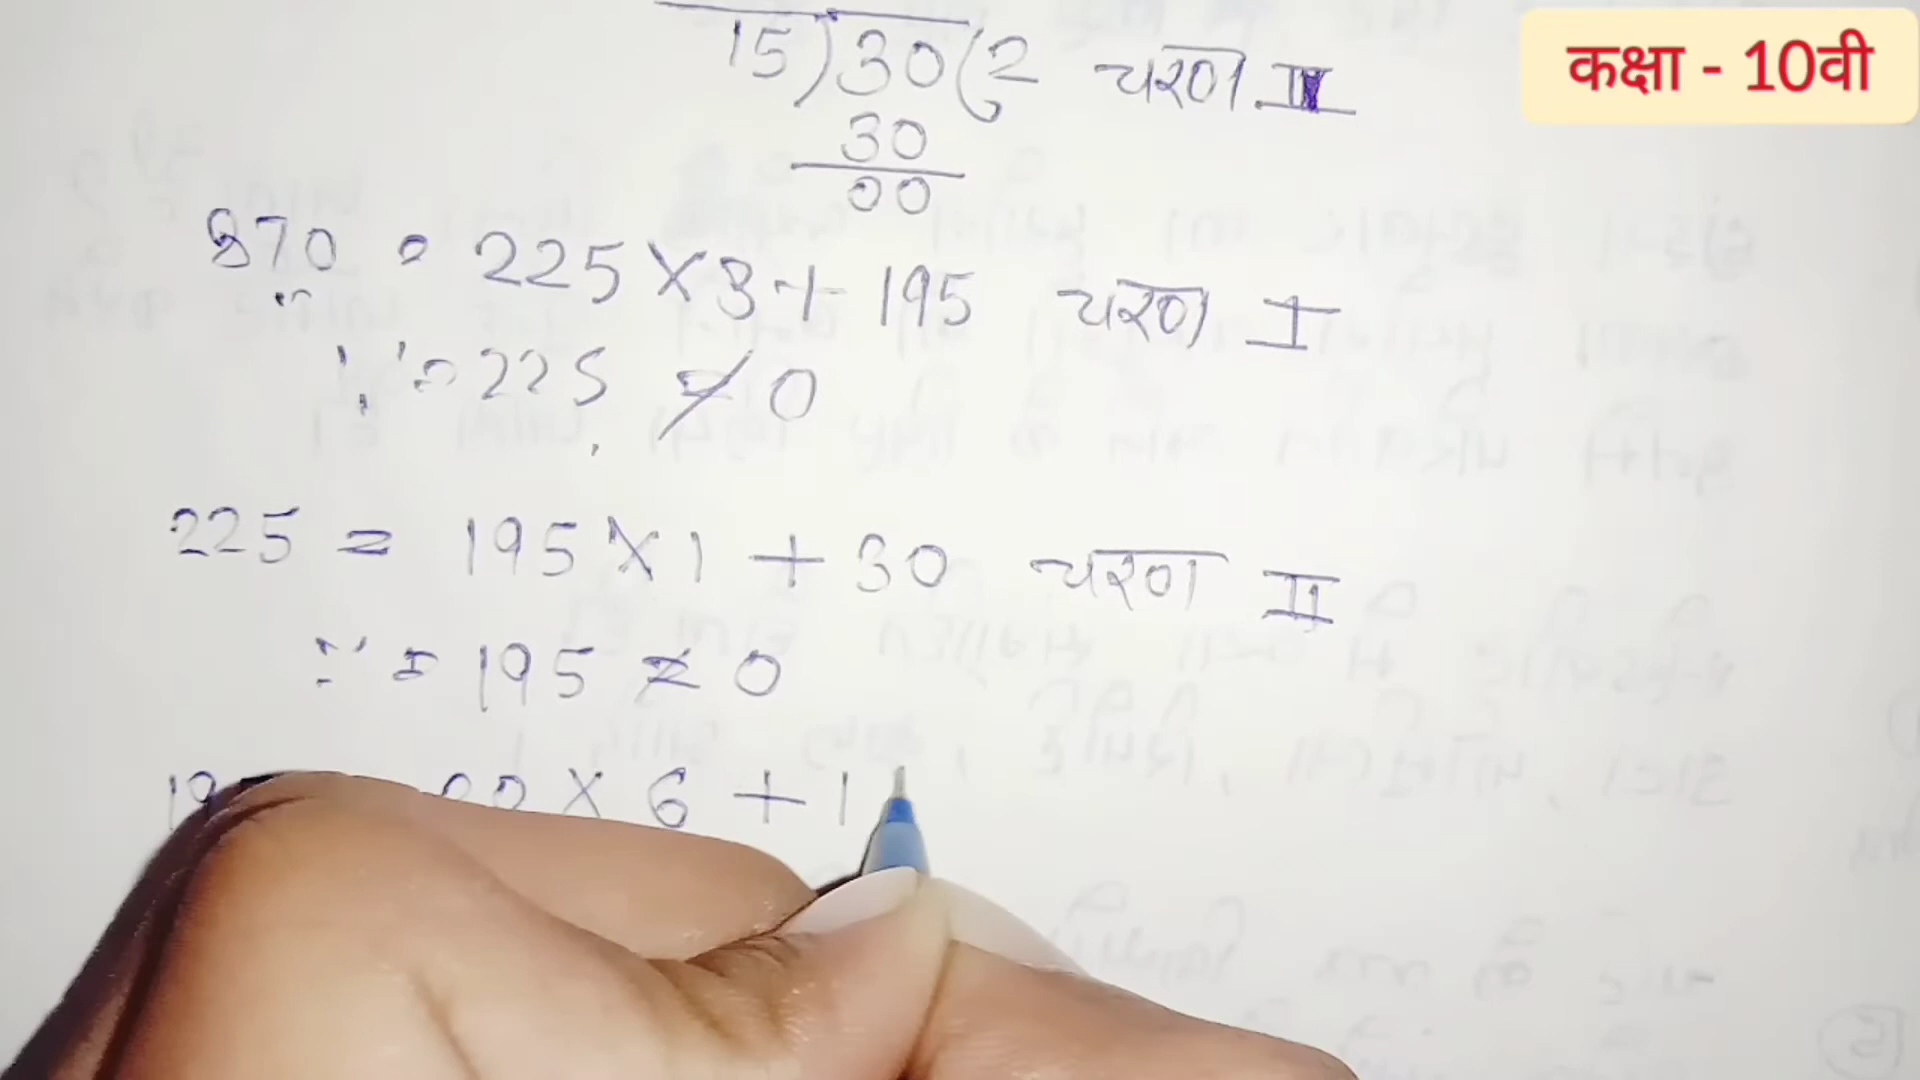 कक्षा - 10वी
15)30(2 चरण
30
00
870 = 225 × 3 + 195 चरण I
∵ = 225 ≠ 0
225 = 195 × 1 + 30 चरण II
∵ = 195 ≠ 0
× 6 + 1